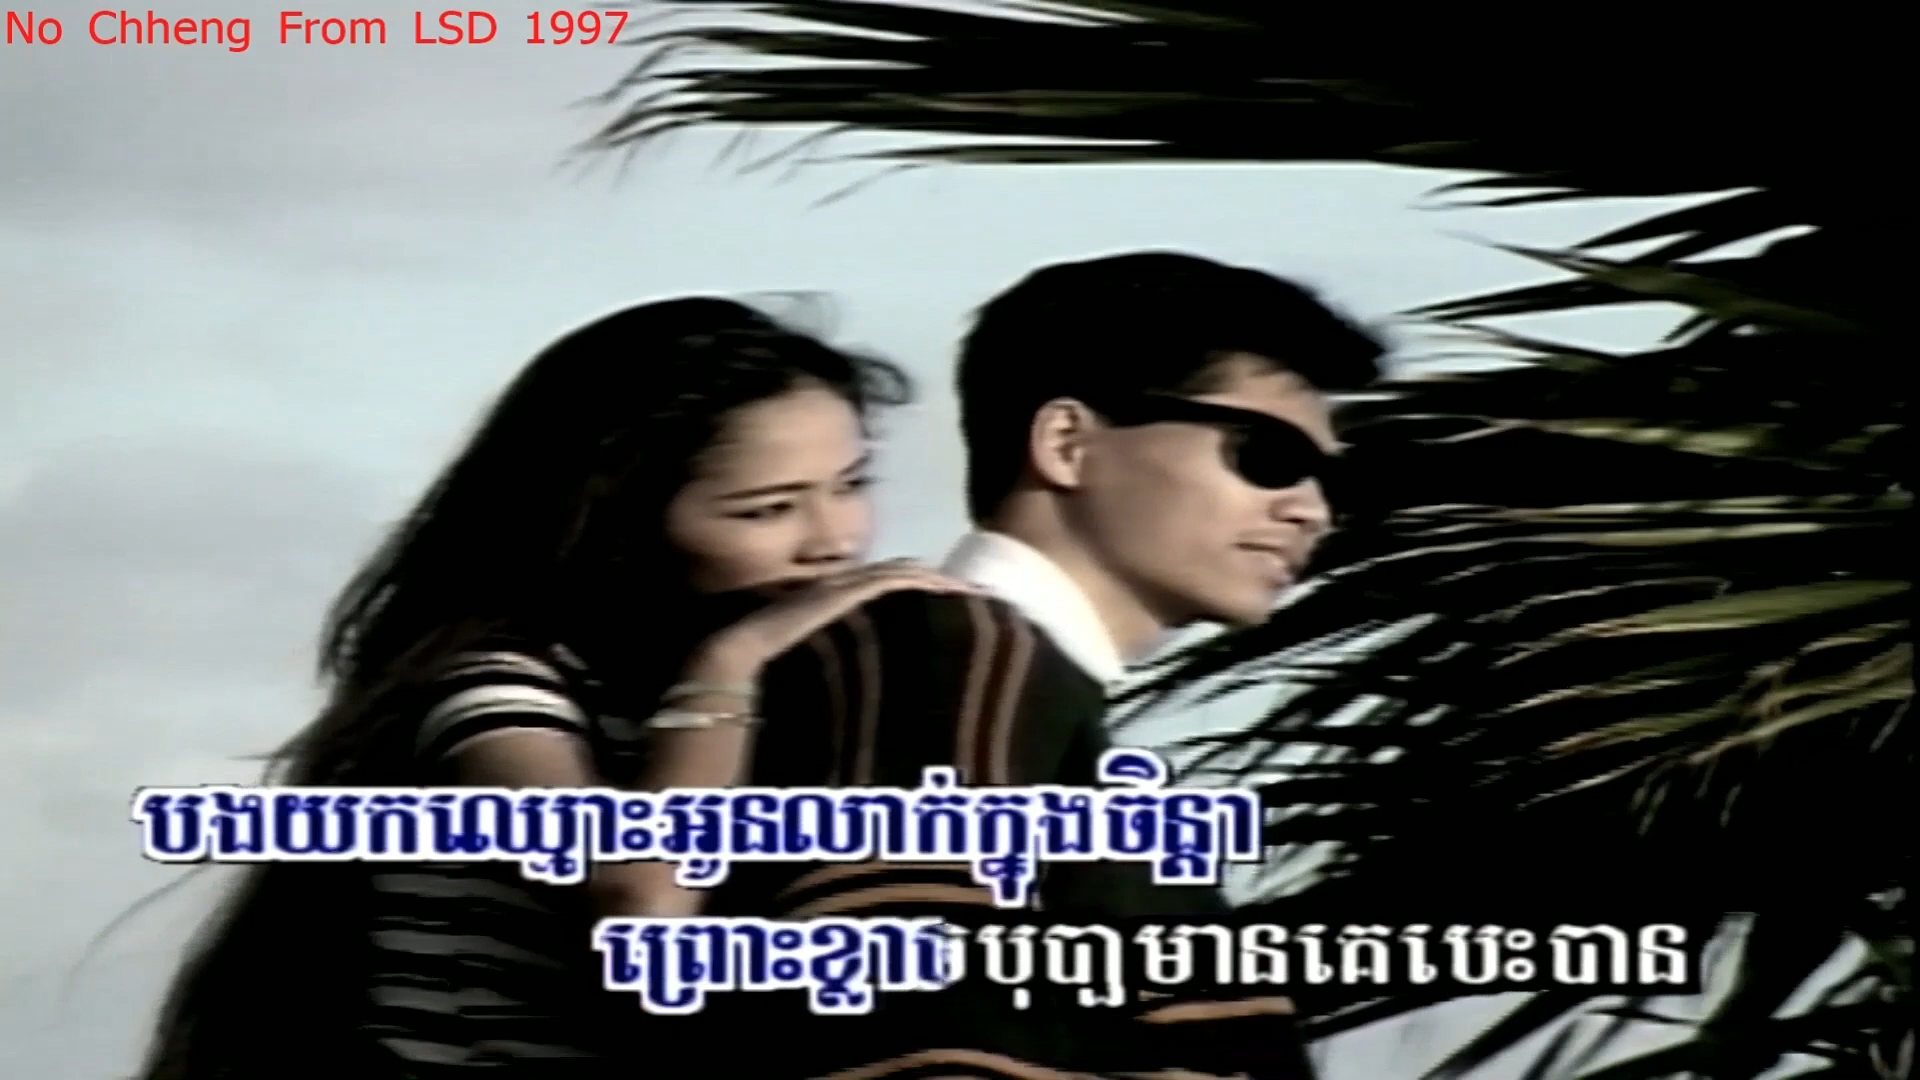 No Chheng From LSD 1997
បងយកឈ្មោះអូនលាក់ក្នុងចិន្តា
ព្រោះខ្លាចបុប្ផាមានគេបេះបាន